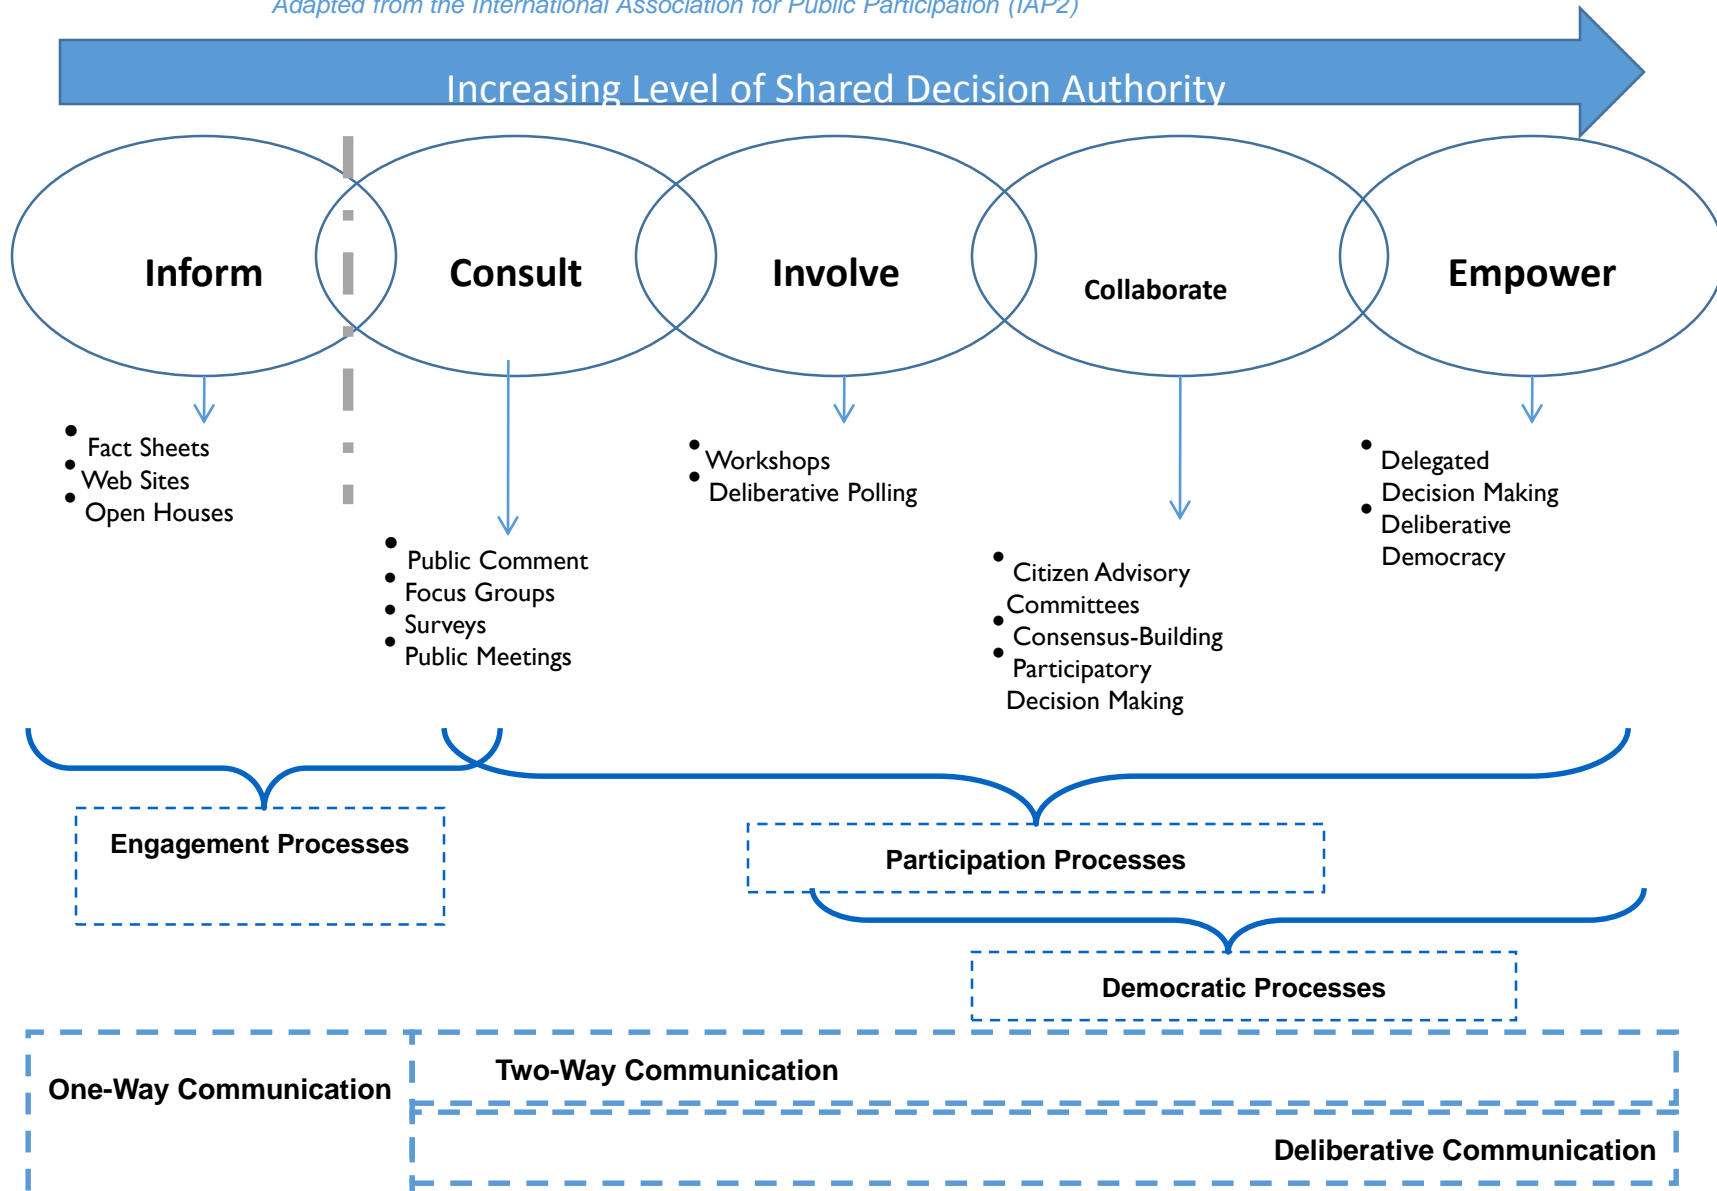 Adapted from the International Association for Public Participation (IAP2)
Increasing Level of Shared Decision Authority
Inform
Consult
Involve
Collaborate
Empower
• Fact Sheets
• Web Sites
• Open Houses
• Public Comment
• Focus Groups
• Surveys
• Public Meetings
• Workshops
• Deliberative Polling
• Citizen Advisory
Committees
• Consensus-Building
• Participatory
Decision Making
• Delegated
Decision Making
• Deliberative
Democracy
Engagement Processes
Participation Processes
Democratic Processes
One-Way Communication
Two-Way Communication
Deliberative Communication